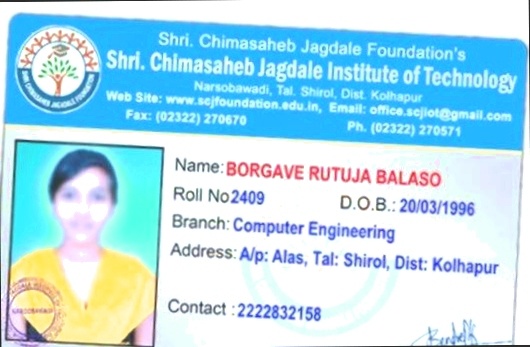 Shri. Chimasaheb Jagdale Foundation's
Shri. Chimasaheb Jagdale Institute of Technology
Narsobawadi, Tal. Shirol, Dist. Kolhapur
Web Site: www.scjfoundation.edu.in, Email: office.scjiot@gmail.com
Fax: (02322) 270670 Ph. (02322) 270571
Name: BORGAVE RUTUJA BALASO
Roll No 2409 D.O.B.: 20/03/1996
Branch: Computer Engineering
Address: A/p: Alas, Tal: Shirol, Dist: Kolhapur
Contact : 2222832158